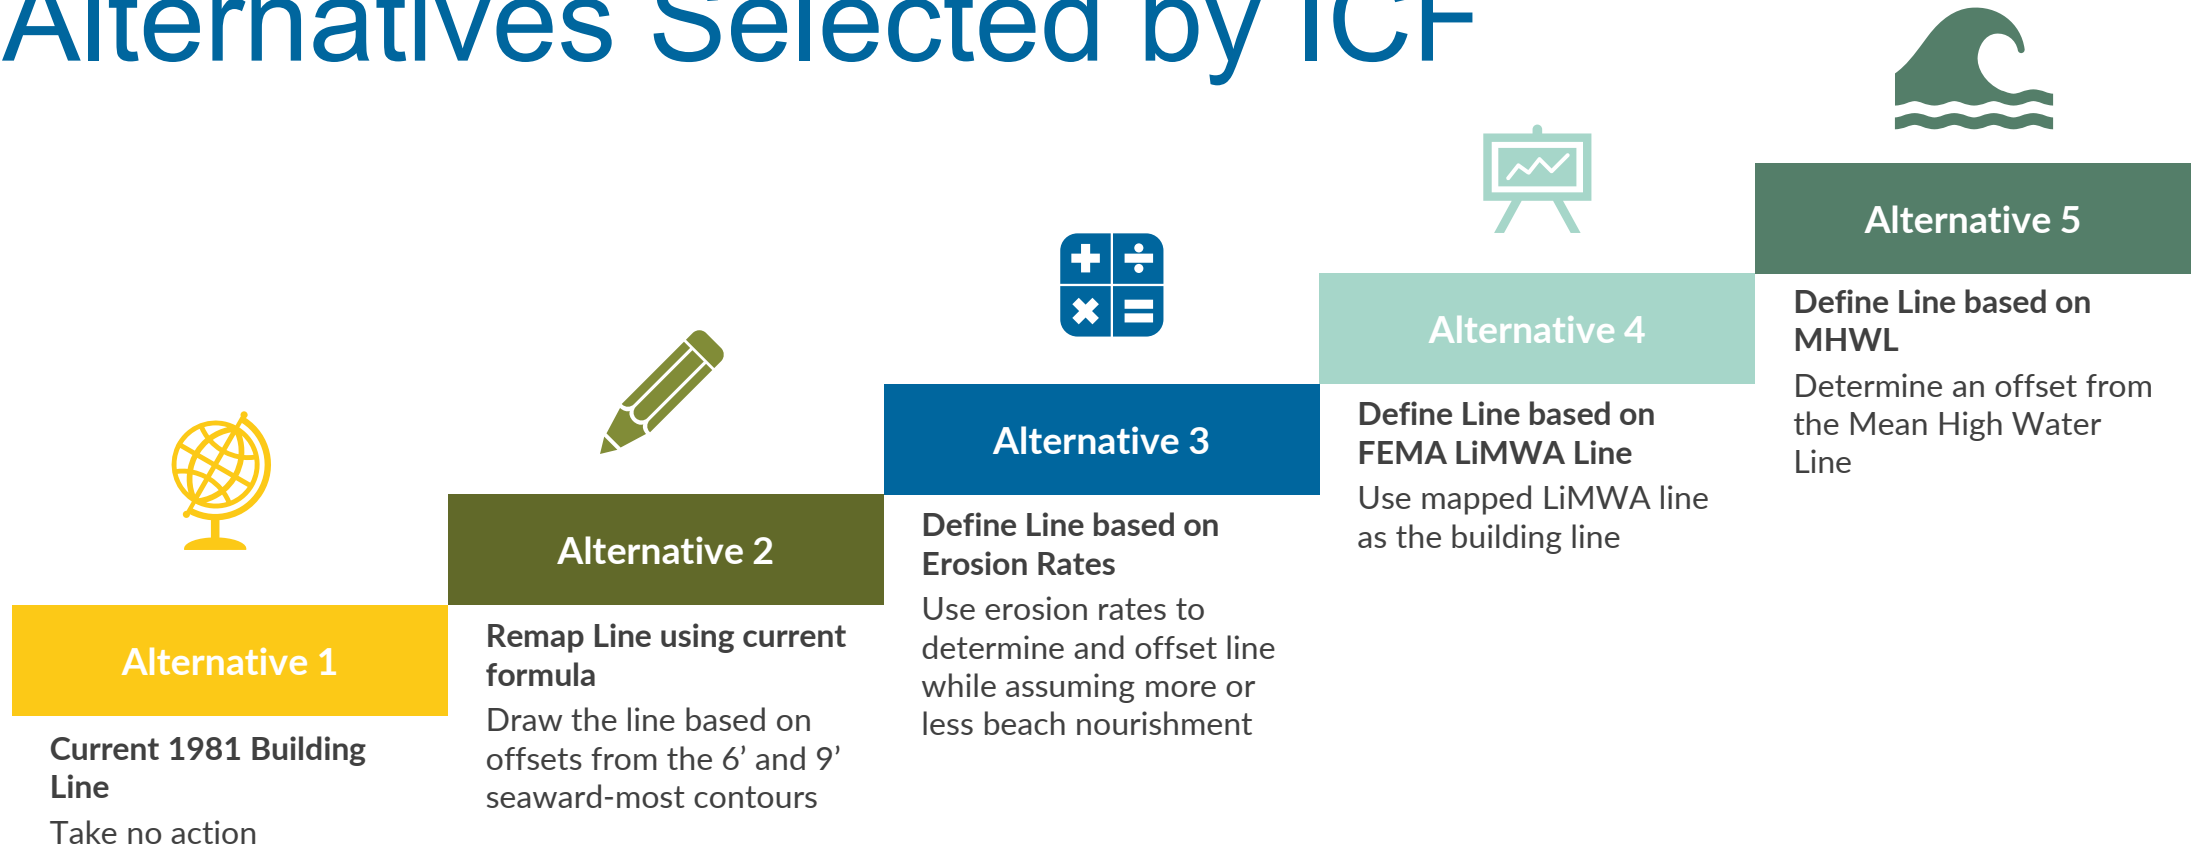 Alternatives Selected by ICF
Alternative 1
Current 1981 Building
Line
Take no action
Alternative 2
Remap Line using current
formula
Draw the line based on
offsets from the 6’ and 9’
seaward-most contours
Alternative 3
Define Line based on
Erosion Rates
Use erosion rates to
determine and offset line
while assuming more or
less beach nourishment
Alternative 4
Define Line based on
FEMA LiMWA Line
Use mapped LiMWA line
as the building line
Alternative 5
Define Line based on
MHWL
Determine an offset from
the Mean High Water
Line